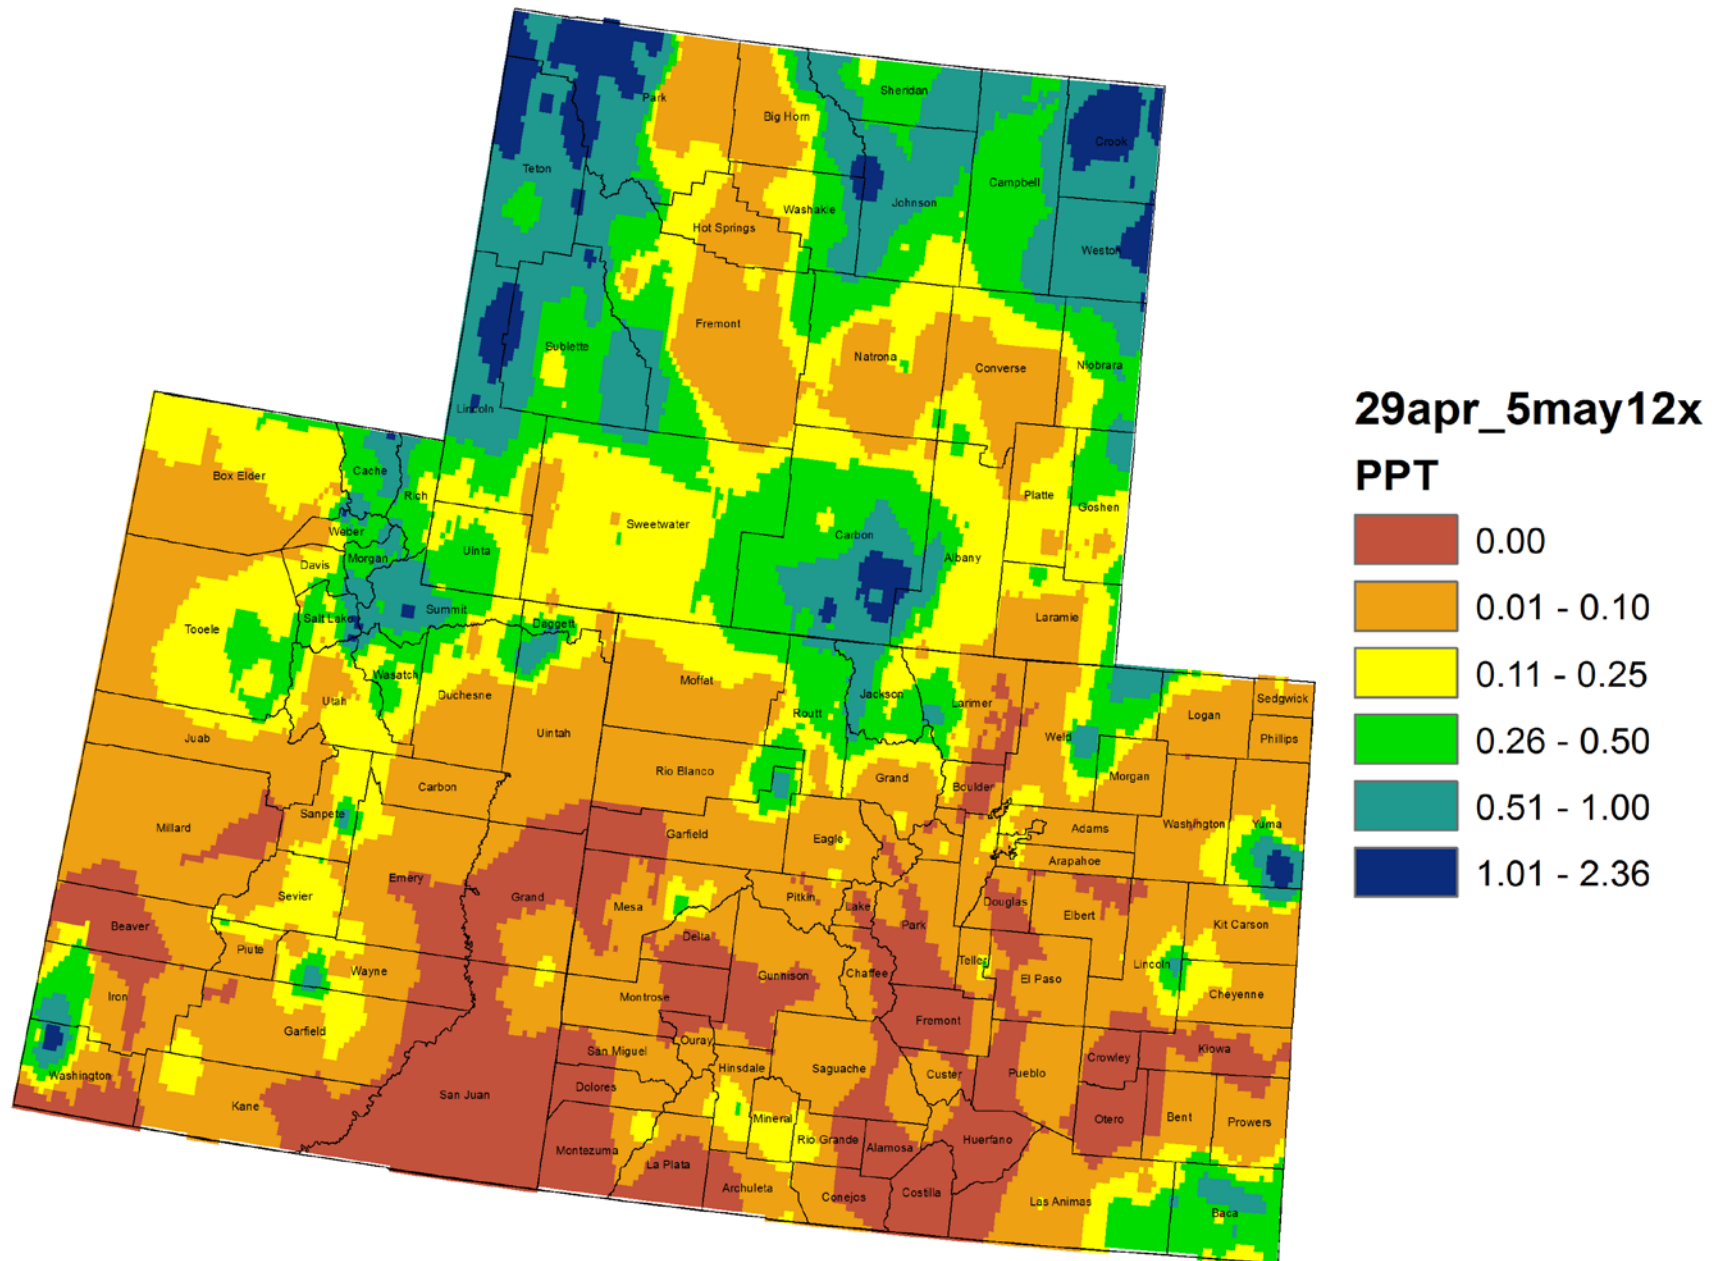 Sheridan
Park
Big Horn
Crook
Teton
Campbell
Johnson
Washakie
Hot Springs
Weston
Fremont
Sublette
Natrona
Converse
Niobrara
Lincoln
29apr_5may12x
PPT
0.00
0.01 - 0.10
0.11 - 0.25
0.26 - 0.50
0.51 - 1.00
1.01 - 2.36
Box Elder
Cache
Rich
Platte
Goshen
Sweetwater
Weber
Carbon
Uinta
Albany
Morgan
Davis
Summit
Salt Lake
Laramie
Daggett
Tooele
Wasatch
Moffat
Duchesne
Jackson
Utah
Larimer
Sedgwick
Routt
Logan
Uintah
Juab
Weld
Phillips
Rio Blanco
Grand
Morgan
Carbon
Boulder
Sanpete
Millard
Garfield
Eagle
Adams
Washington
Yuma
Arapahoe
Emery
Sevier
Grand
Mesa
Pitkin
Lake
Douglas
Elbert
Beaver
Park
Kit Carson
Delta
Piute
Wayne
Teller
Lincoln
Gunnison
Chaffee
El Paso
Iron
Montrose
Cheyenne
Fremont
Garfield
Ouray
San Miguel
Kiowa
Crowley
Hinsdale
Saguache
Custer
Pueblo
Washington
Dolores
San Juan
Kane
Mineral
Otero
Bent
Prowers
Rio Grande
Alamosa
Huerfano
Montezuma
La Plata
Archuleta
Conejos
Costilla
Las Animas
Baca